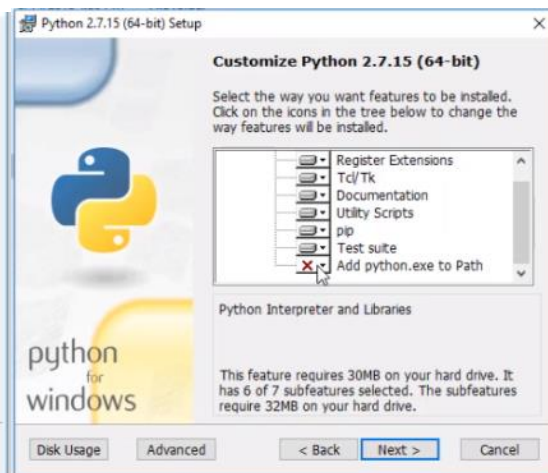 Python 2.7.15 (64-bit) Setup
Customize Python 2.7.15 (64-bit)
Select the way you want features to be installed.
Click on the icons in the tree below to change the
way features will be installed.
Register Extensions
Tcl/Tk
Documentation
Utility Scripts
pip
Test suite
Add python.exe to Path
Python Interpreter and Libraries
This feature requires 30MB on your hard drive. It
has 6 of 7 subfeatures selected. The subfeatures
require 32MB on your hard drive.
python
for
windows
Disk Usage
Advanced
< Back
Next >
Cancel